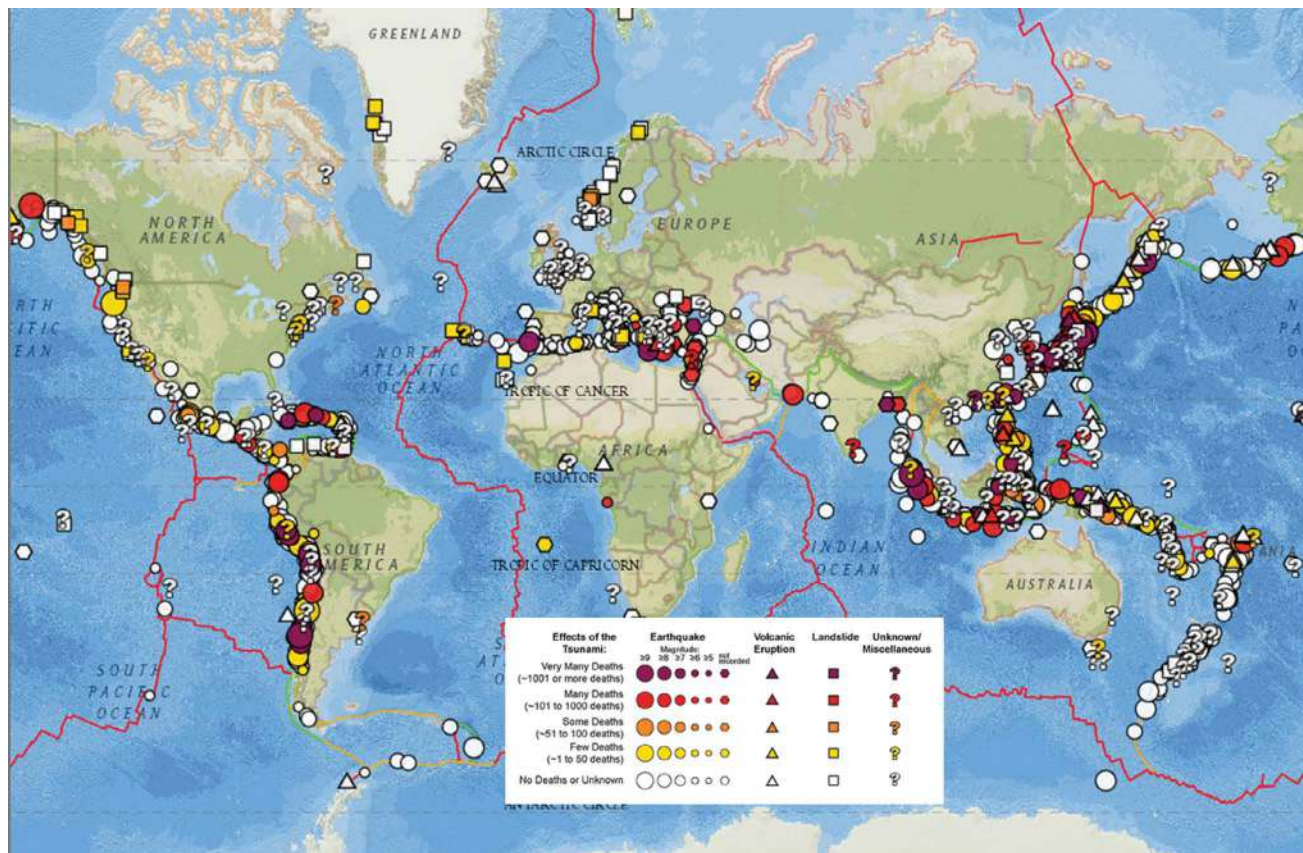 GREENLAND
ARCTIC CIRCLE
NORTH
AMERICA
EUROPE
ASIA
NORTH
ATLANTIC
OCEAN
TROPIC OF CANCER
AFRICA
EQUATOR
SOUTH
AMERICA
TROPIC OF CAPRICORN
INDIAN
OCEAN
AUSTRALIA
SOUTH
PACIFIC
OCEAN
Effects of the
Tsunami:
Earthquake
Magnitude:
≥9 ≥8 ≥7 ≥6 ≥5 not
recorded
Volcanic
Eruption
Landslide
Unknown/
Miscellaneous
Very Many Deaths
(~1001 or more deaths)
?
Many Deaths
(~101 to 1000 deaths)
?
Some Deaths
(~51 to 100 deaths)
?
Few Deaths
(~1 to 50 deaths)
?
No Deaths or Unknown
?
ANTARCTIC CIRCLE